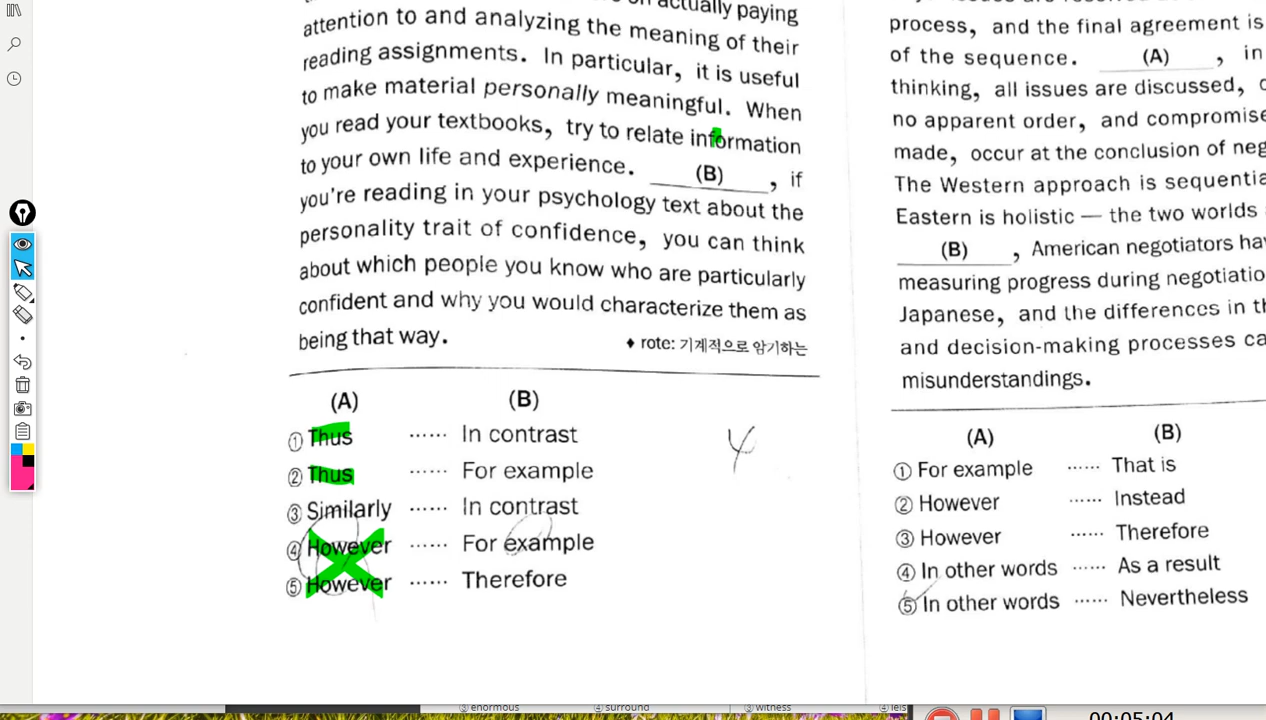 actually paying
attention to and analyzing the meaning of their
reading assignments. In particular, it is useful
to make material personally meaningful. When
you read your textbooks, try to relate information
to your own life and experience. (B) , if
you're reading in your psychology text about the
personality trait of confidence, you can think
about which people you know who are particularly
confident and why you would characterize them as
being that way.
♦ rote: 기계적으로 암기하는
(A) (B)
① Thus ...... In contrast
② Thus ...... For example
③ Similarly ...... In contrast
④ However ...... For example
⑤ However ...... Therefore
4
process, and the final agreement is
of the sequence. (A) , in
thinking, all issues are discussed,
no apparent order, and compromise
made, occur at the conclusion of neg
The Western approach is sequentia
Eastern is holistic — the two worlds
(B) , American negotiators hav
measuring progress during negotiatio
Japanese, and the differences in th
and decision-making processes ca
misunderstandings.
(A) (B)
① For example ...... That is
② However ...... Instead
③ However ...... Therefore
④ In other words ...... As a result
⑤ In other words ...... Nevertheless
③ enormous ④ surround ③ witness ④ leis
00:05:04